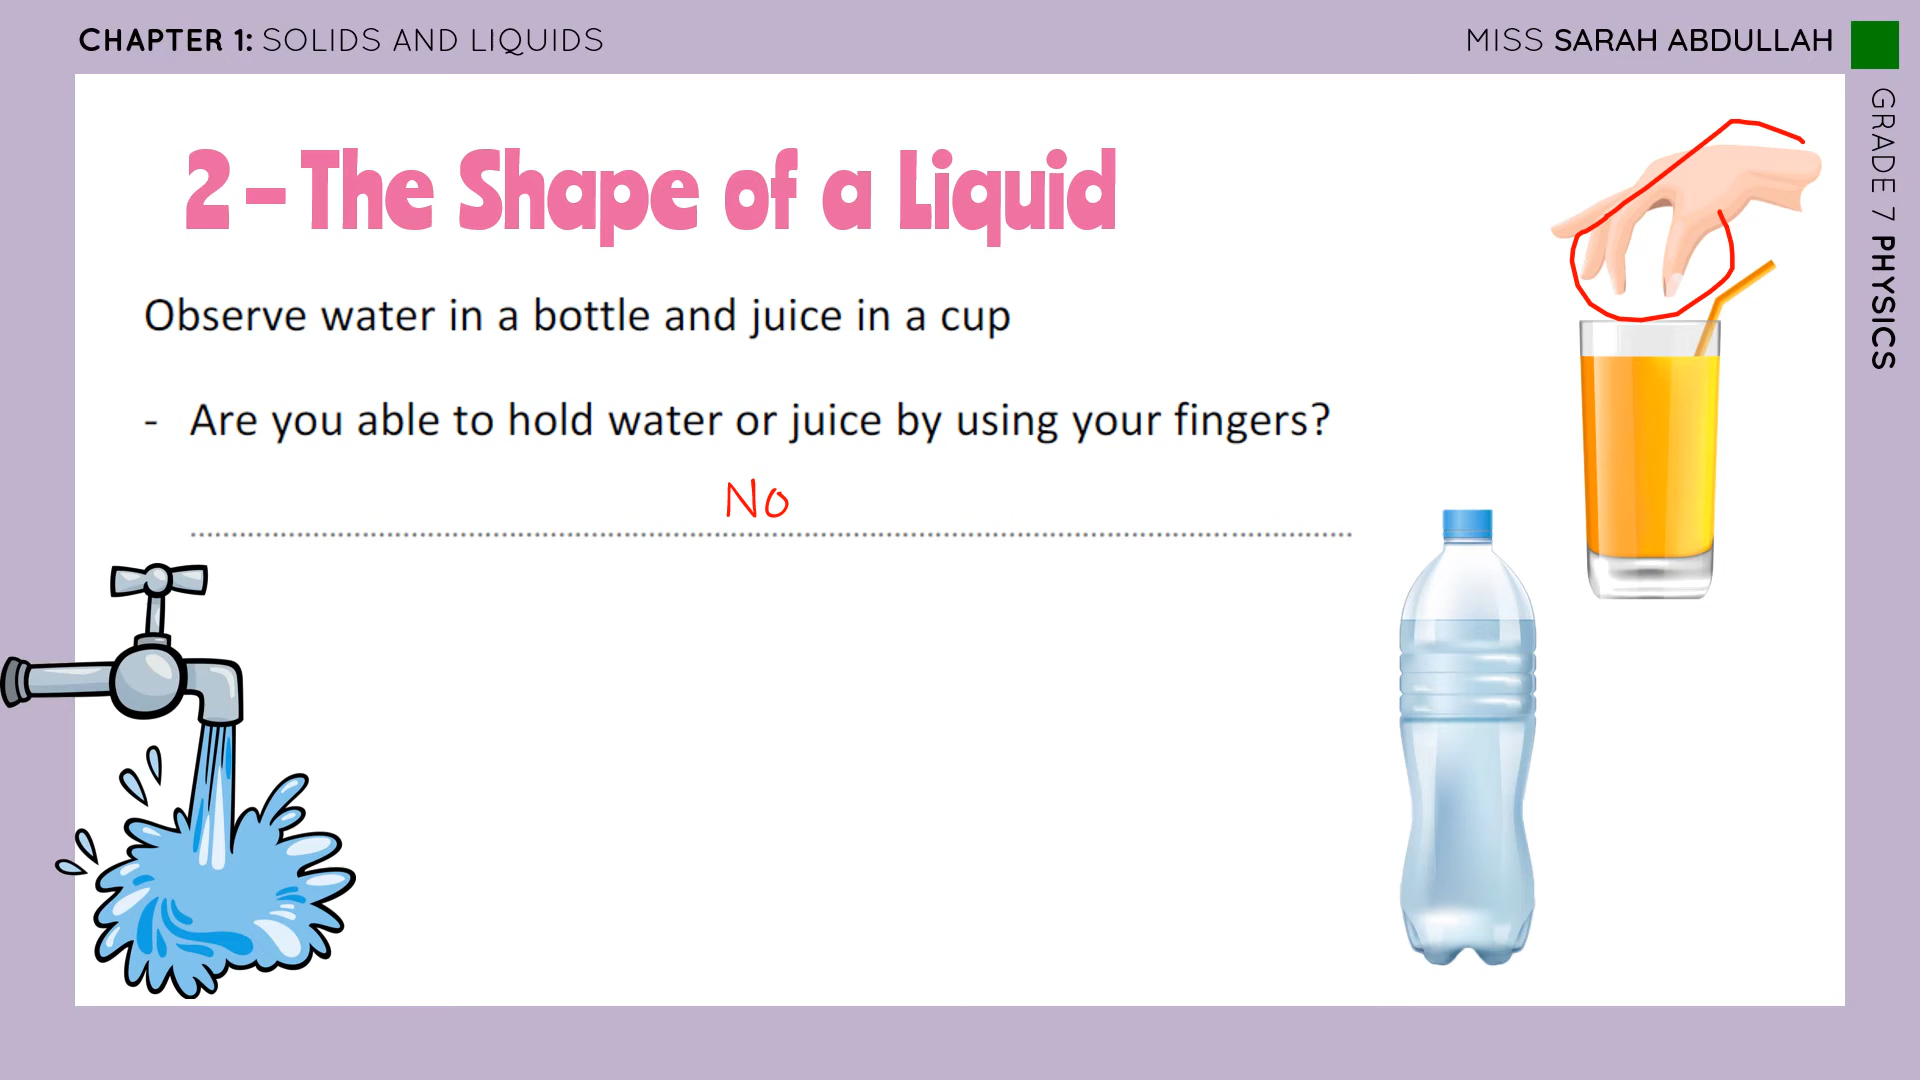 CHAPTER 1: SOLIDS AND LIQUIDS
MISS SARAH ABDULLAH
GRADE 7 PHYSICS
2-The Shape of a Liquid
Observe water in a bottle and juice in a cup
- Are you able to hold water or juice by using your fingers?
No